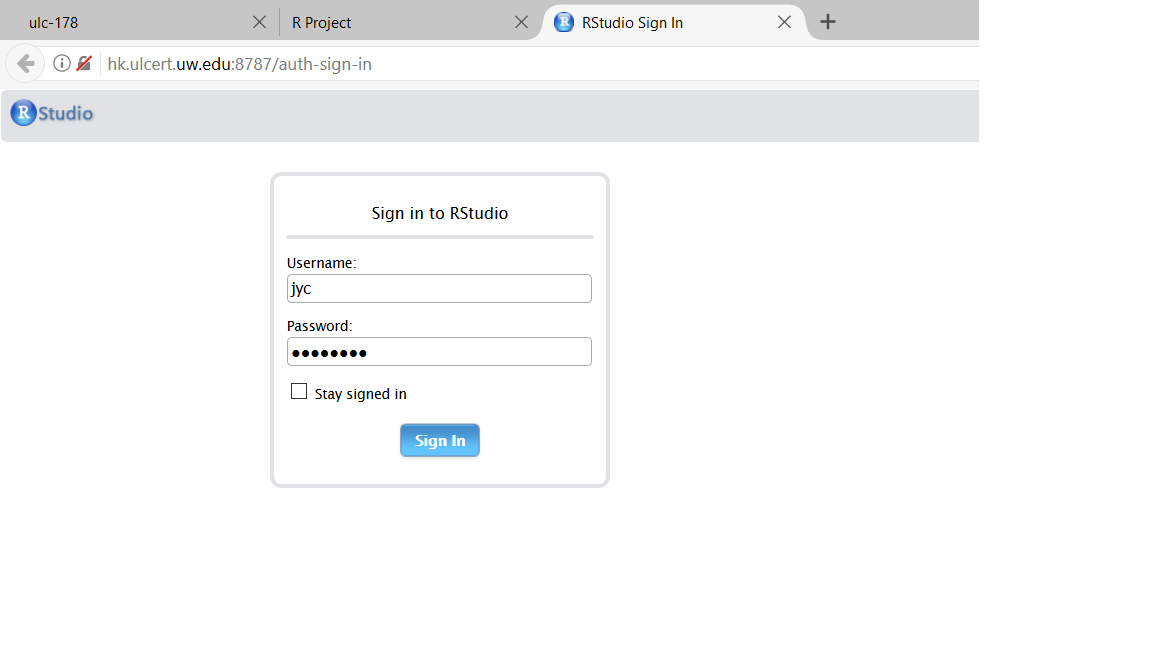 ulc-178 R Project R RStudio Sign In
hk.ulcert.uw.edu:8787/auth-sign-in
R Studio
Sign in to RStudio
Username:
jyc
Password:
●●●●●●●●
Stay signed in
Sign In